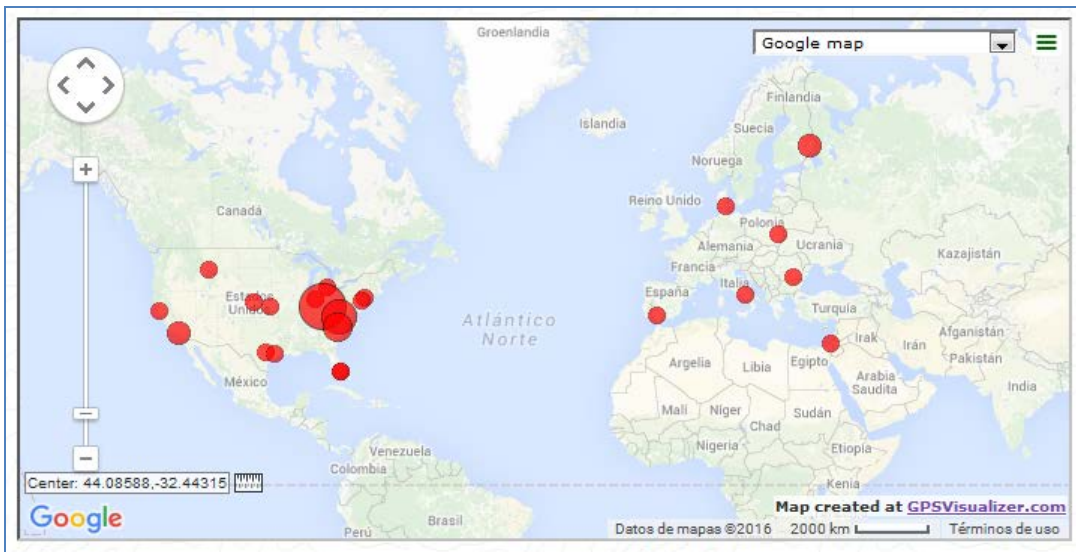 Groenlandia
Google map
Finlandia
Islandia
Suecia
Noruega
Reino Unido
Canadá
Polonia
Alemania
Ucrania
Kazajistán
Francia
Estados
Unidos
España
Italia
Turquía
Atlántico
Norte
Irak
Irán
Afganistán
Pakistán
Argelia
Libia
Egipto
Arabia
Saudita
México
India
Malí
Níger
Sudán
Chad
Venezuela
Nigeria
Etiopía
Colombia
Kenia
Center: 44.08588,-32.44315
Map created at GPSVisualizer.com
Google
Perú
Brasil
Datos de mapas ©2016
2000 km
Términos de uso